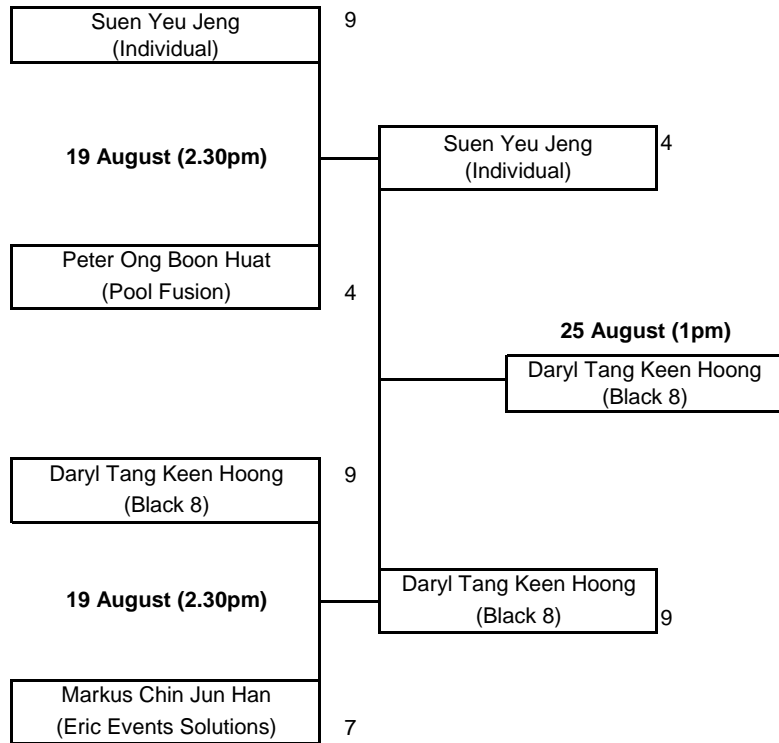 Suen Yeu Jeng
(Individual)
9
19 August (2.30pm)
Suen Yeu Jeng
(Individual)
4
Peter Ong Boon Huat
(Pool Fusion)
4
25 August (1pm)
Daryl Tang Keen Hoong
(Black 8)
Daryl Tang Keen Hoong
(Black 8)
9
19 August (2.30pm)
Daryl Tang Keen Hoong
(Black 8)
9
Markus Chin Jun Han
(Eric Events Solutions)
7